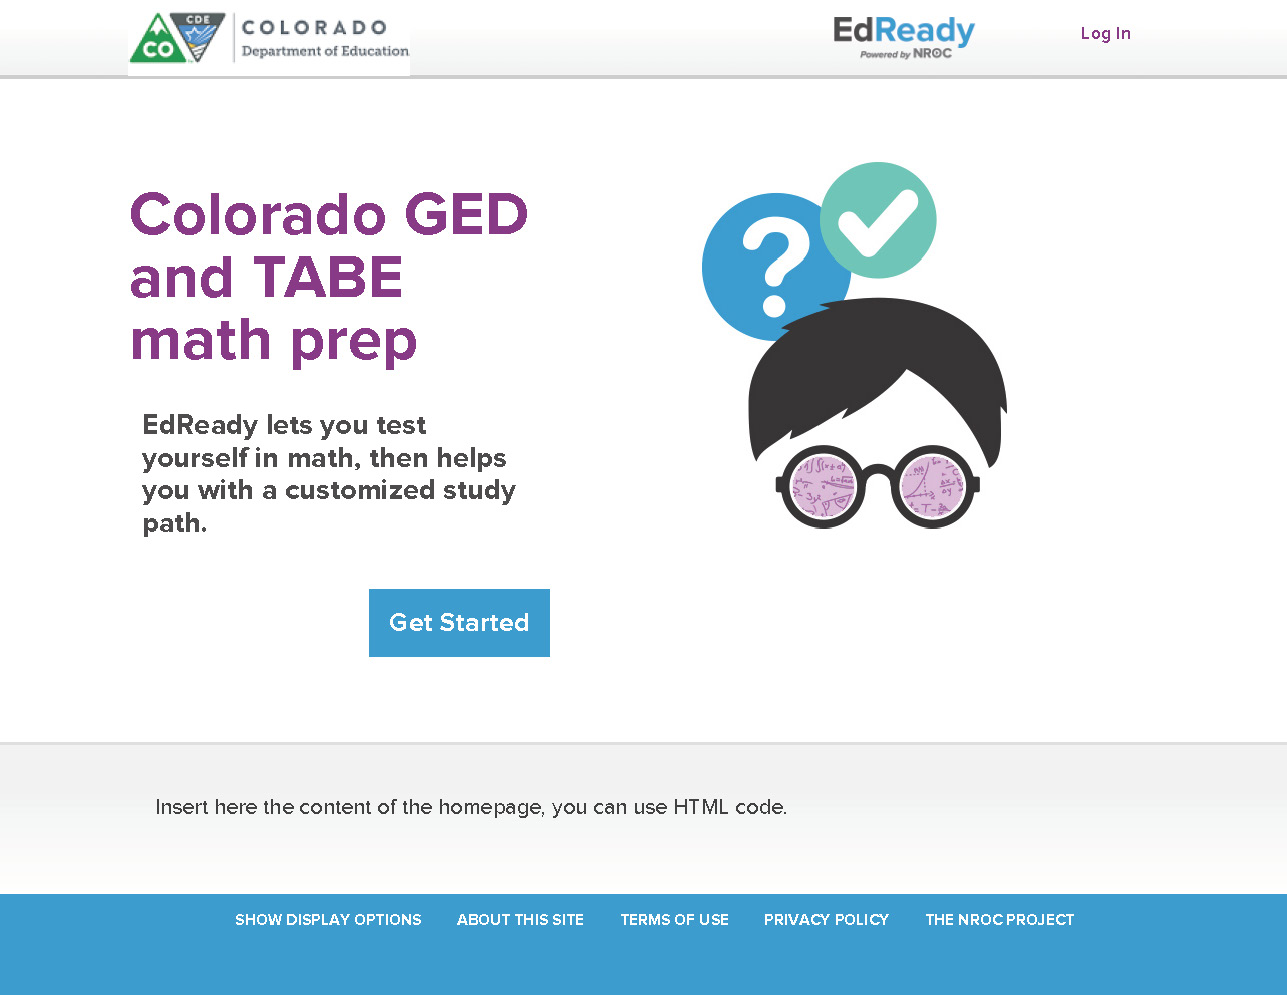 CDE
CO
COLORADO
Department of Education
EdReady
Powered by NROC
Log In
Colorado GED
and TABE
math prep
?
EdReady lets you test
yourself in math, then helps
you with a customized study
path.
Get Started
Insert here the content of the homepage, you can use HTML code.
SHOW DISPLAY OPTIONS ABOUT THIS SITE TERMS OF USE PRIVACY POLICY THE NROC PROJECT